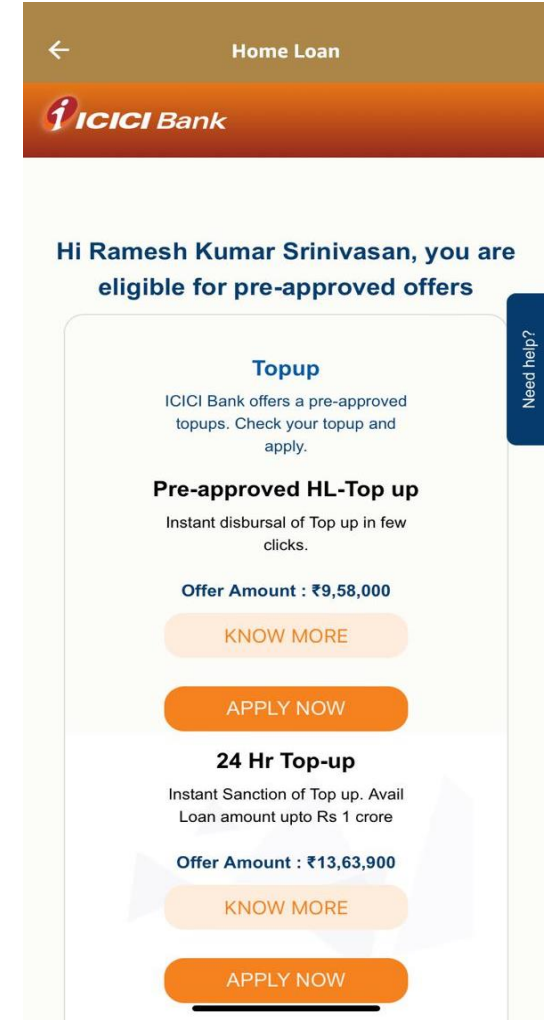 Home Loan
ICICI Bank
Hi Ramesh Kumar Srinivasan, you are
eligible for pre-approved offers
Need help?
Topup
ICICI Bank offers a pre-approved
topups. Check your topup and
apply.
Pre-approved HL-Top up
Instant disbursal of Top up in few
clicks.
Offer Amount : ₹9,58,000
KNOW MORE
APPLY NOW
24 Hr Top-up
Instant Sanction of Top up. Avail
Loan amount upto Rs 1 crore
Offer Amount : ₹13,63,900
KNOW MORE
APPLY NOW